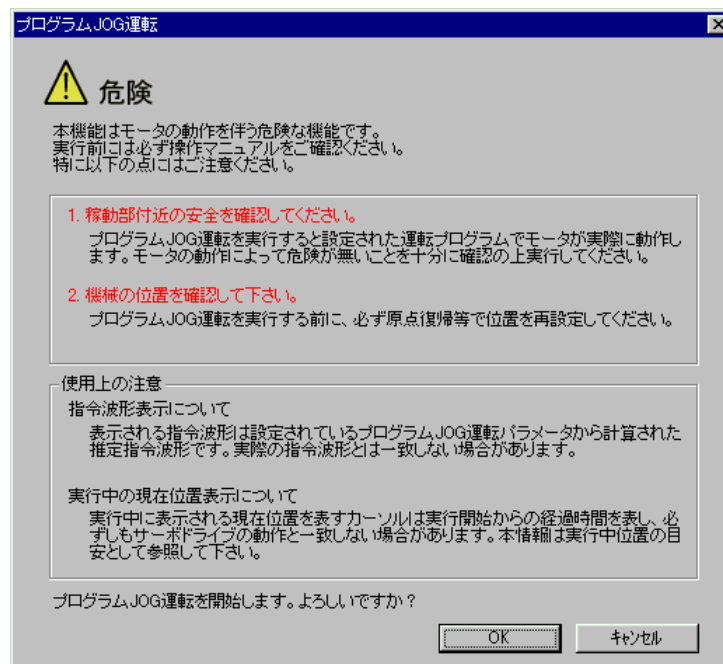 プログラムJOG運転
危険
本機能はモータの動作を伴う危険な機能です。
実行前には必ず操作マニュアルをご確認ください。
特に以下の点にはご注意ください。
1. 稼動部付近の安全を確認してください。
プログラムJOG運転を実行すると設定された運転プログラムでモータが実際に動作し
ます。モータの動作によって危険が無いことを十分に確認の上実行してください。
2. 機械の位置を確認して下さい。
プログラムJOG運転を実行する前に、必ず原点復帰等で位置を再設定してください。
使用上の注意
指令波形表示について
表示される指令波形は設定されているプログラムJOG運転パラメータから計算された
推定指令波形です。実際の指令波形とは一致しない場合があります。
実行中の現在位置表示について
実行中に表示される現在位置を表すカーソルは実行開始からの経過時間を表し、必
ずしもサーボドライブの動作と一致しない場合があります。本情報は実行中位置の目
安として参照して下さい。
プログラムJOG運転を開始します。よろしいですか？
OK
ｷｬﾝｾﾙ